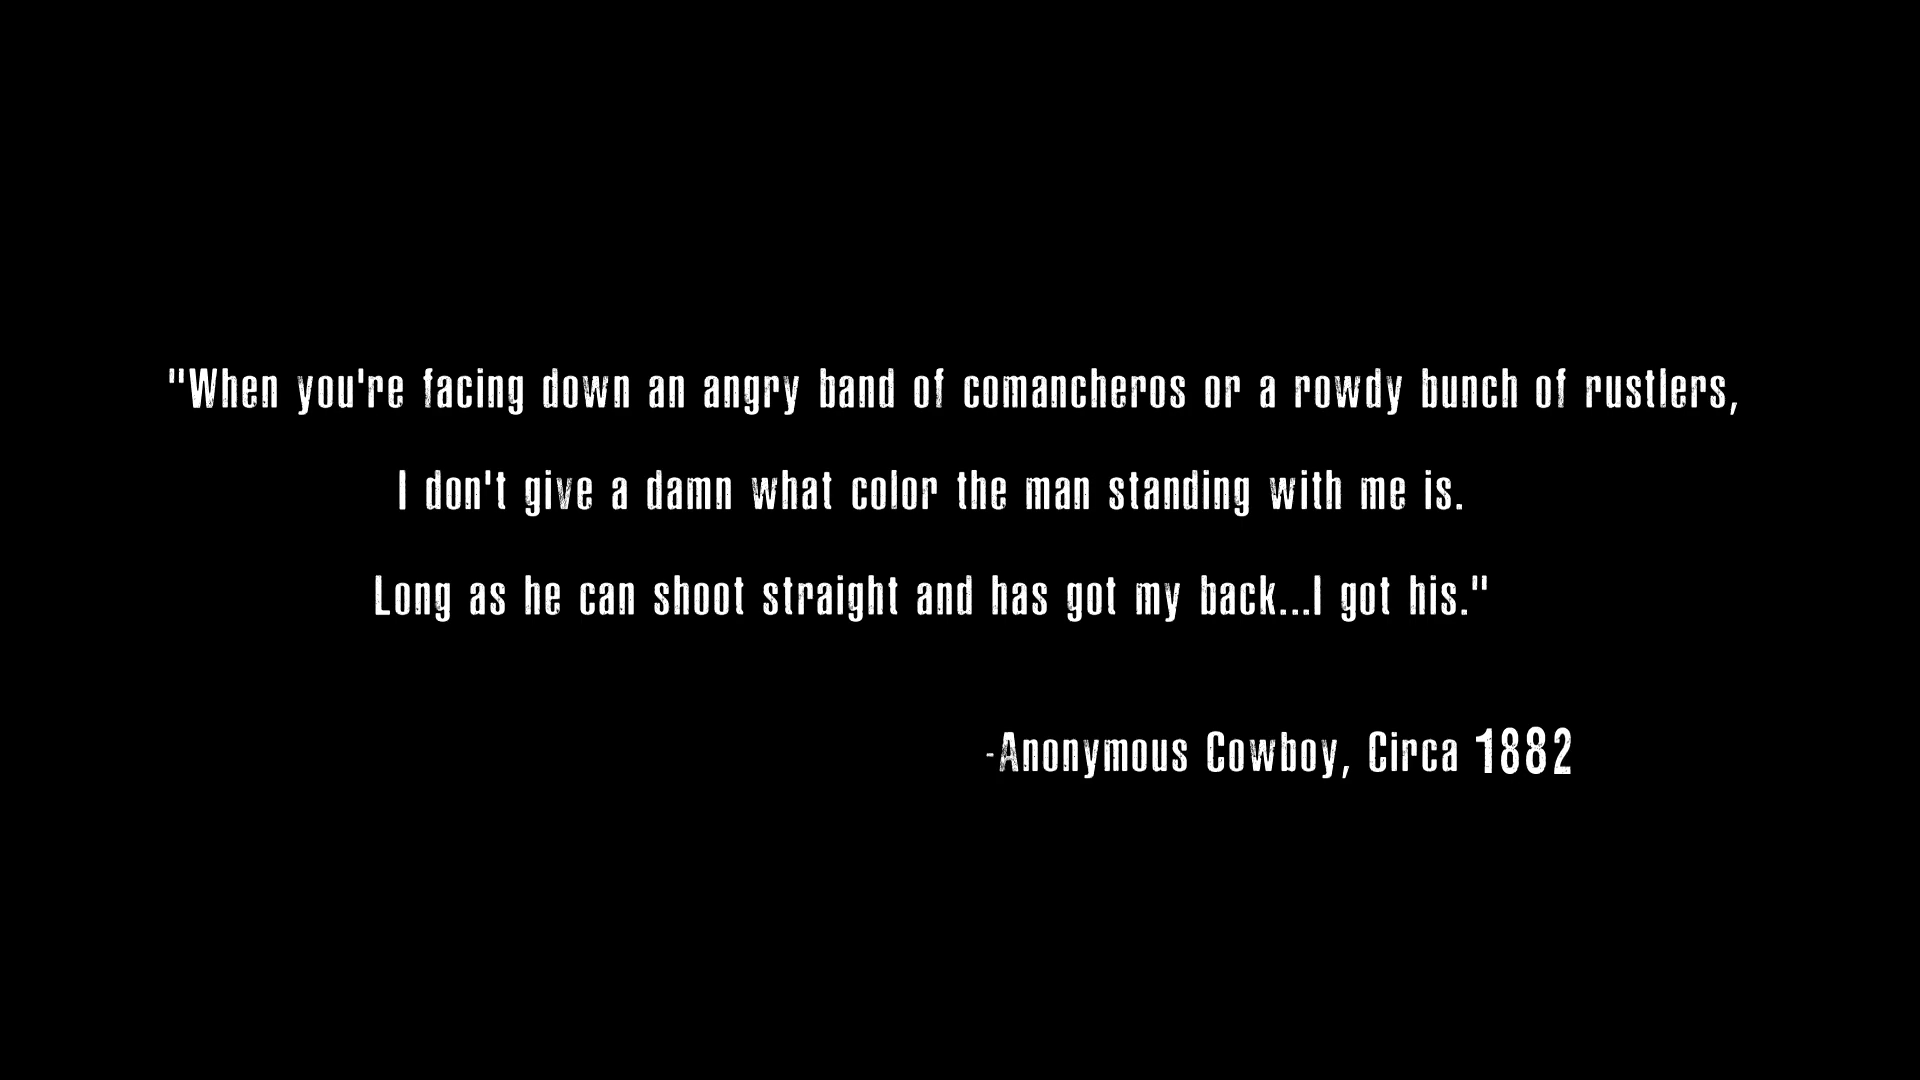 "When you're facing down an angry band of comancheros or a rowdy bunch of rustlers,
I don't give a damn what color the man standing with me is.
Long as he can shoot straight and has got my back...I got his."
-Anonymous Cowboy, Circa 1882